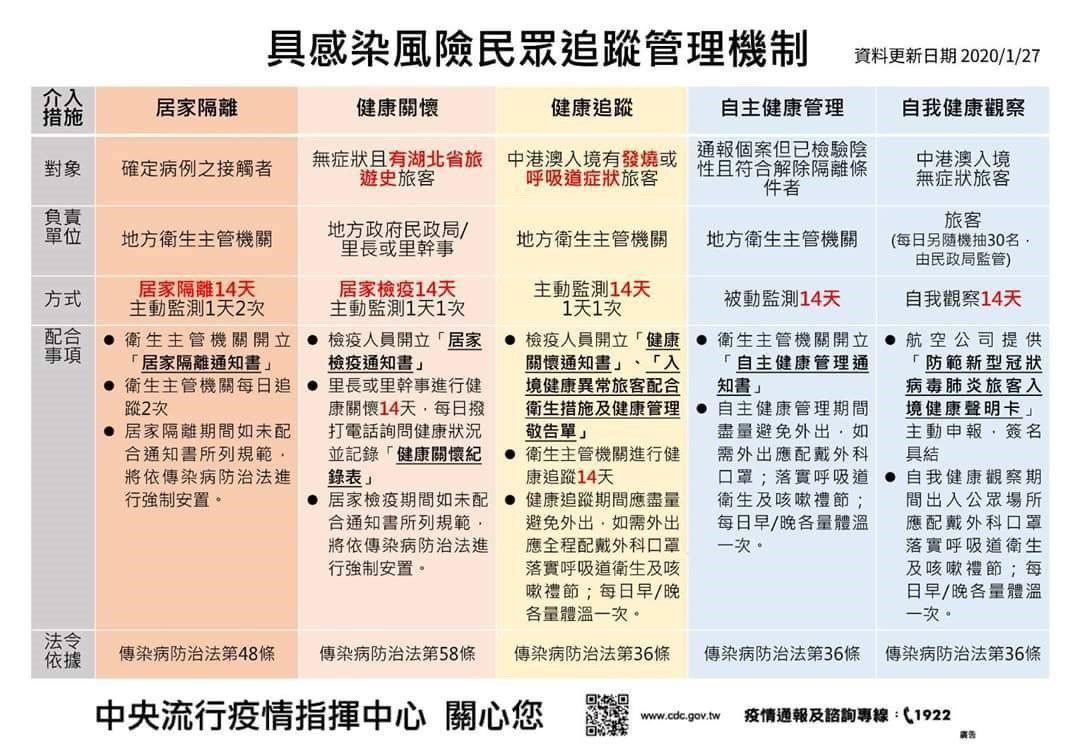 具感染風險民眾追蹤管理機制
資料更新日期 2020/1/27
介入
措施
居家隔離
健康關懷
健康追蹤
自主健康管理
自我健康觀察
對象
確定病例之接觸者
無症狀且有湖北省旅
遊史旅客
中港澳入境有發燒或
呼吸道症狀旅客
通報個案但已檢驗陰
性且符合解除隔離條
件者
中港澳入境
無症狀旅客
負責
單位
地方衛生主管機關
地方政府民政局/
里長或里幹事
地方衛生主管機關
地方衛生主管機關
旅客
(每日另隨機抽30名，
由民政局監管)
方式
居家隔離14天
主動監測1天2次
居家檢疫14天
主動監測1天1次
主動監測14天
1天1次
被動監測14天
自我觀察14天
配合
事項
● 衛生主管機關開立
「居家隔離通知書」
● 衛生主管機關每日追
蹤2次
● 居家隔離期間如未配
合通知書所列規範，
將依傳染病防治法進
行強制安置。
● 檢疫人員開立「居家
檢疫通知書」
● 里長或里幹事進行健
康關懷14天，每日撥
打電話詢問健康狀況
並記錄「健康關懷紀
錄表」
● 居家檢疫期間如未配
合通知書所列規範，
將依傳染病防治法進
行強制安置。
● 檢疫人員開立「健康
關懷通知書」、「入
境健康異常旅客配合
衛生措施及健康管理
敬告單」
● 衛生主管機關進行健
康追蹤14天
● 健康追蹤期間應盡量
避免外出，如需外出
應全程配戴外科口罩
落實呼吸道衛生及咳
嗽禮節；每日早/晚
各量體溫一次。
● 衛生主管機關開立
「自主健康管理通
知書」
● 自主健康管理期間
盡量避免外出，如
需外出應配戴外科
口罩；落實呼吸道
衛生及咳嗽禮節；
每日早/晚各量體溫
一次。
● 航空公司提供
「防範新型冠狀
病毒肺炎旅客入
境健康聲明卡」
主動申報，簽名
具結
● 自我健康觀察期
間出入公眾場所
應配戴外科口罩
落實呼吸道衛生
及咳嗽禮節；每
日早/晚各量體溫
一次。
法令
依據
傳染病防治法第48條
傳染病防治法第58條
傳染病防治法第36條
傳染病防治法第36條
傳染病防治法第36條
中央流行疫情指揮中心 關心您
www.cdc.gov.tw
疫情通報及諮詢專線：1922
廣告